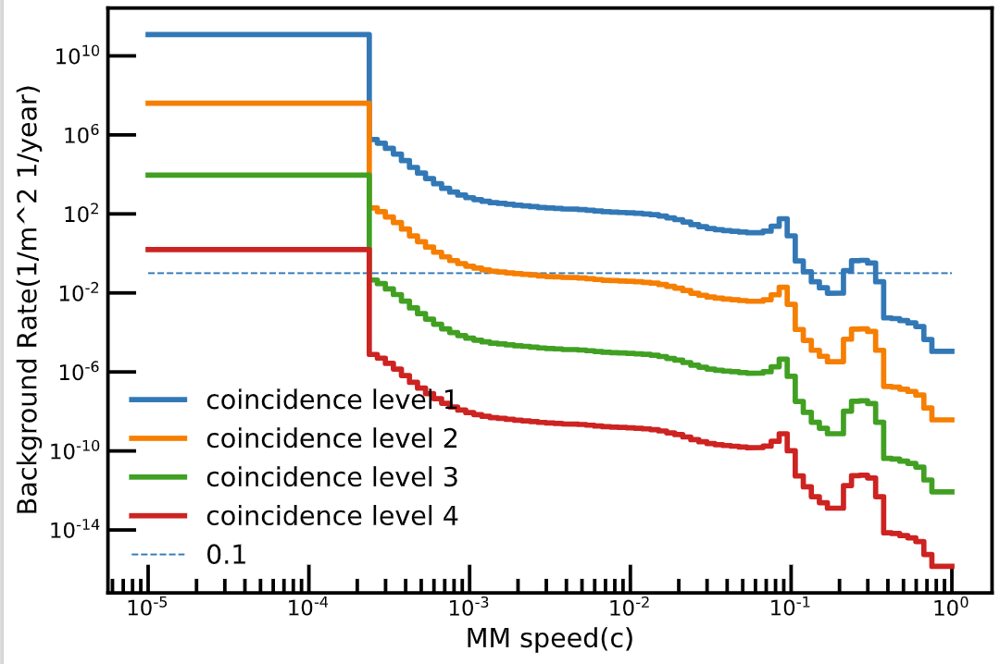 Background Rate(1/m^2 1/year)
10^10
10^6
10^2
10^-2
10^-6
10^-10
10^-14
coincidence level 1
coincidence level 2
coincidence level 3
coincidence level 4
0.1
10^-5 10^-4 10^-3 10^-2 10^-1 10^0
MM speed(c)